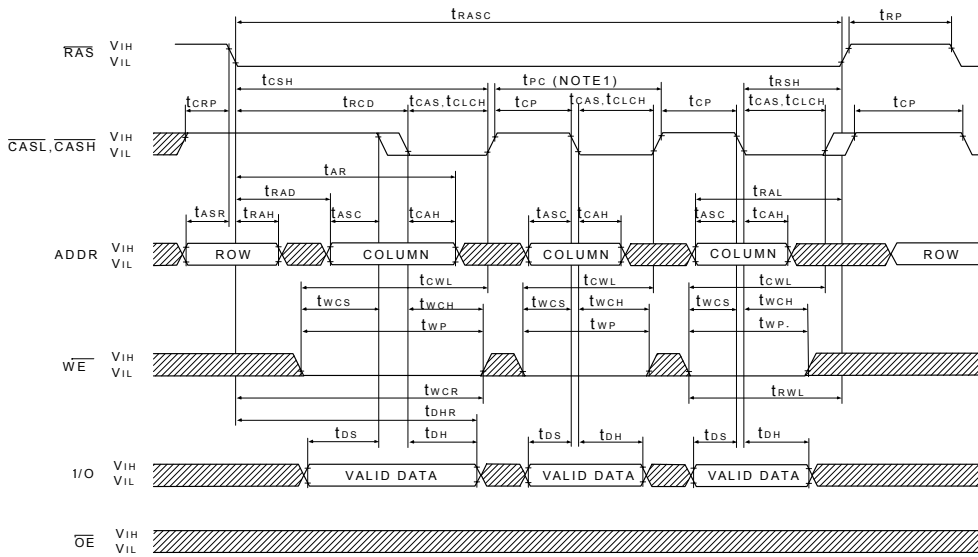 tRASC tRP
RAS VIH
VIL
tCSH tPC (NOTE1) tRSH
tCRP tRCD tCAS,tCLCH tCP tCAS,tCLCH tCP tCAS,tCLCH tCP
CASL,CASH VIH
VIL
tAR
tRAD tRAL
tASR tRAH tASC tCAH tASC tCAH tASC tCAH
ADDR VIH
VIL
ROW COLUMN COLUMN COLUMN ROW
tCWL tCWL tCWL
tWCS tWCH tWCS tWCH tWCS tWCH
tWP tWP tWP.
WE VIH
VIL
tWCR tRWL
tDHR
tDS tDH tDS tDH tDS tDH
I/O VIH
VIL
VALID DATA VALID DATA VALID DATA
OE VIH
VIL